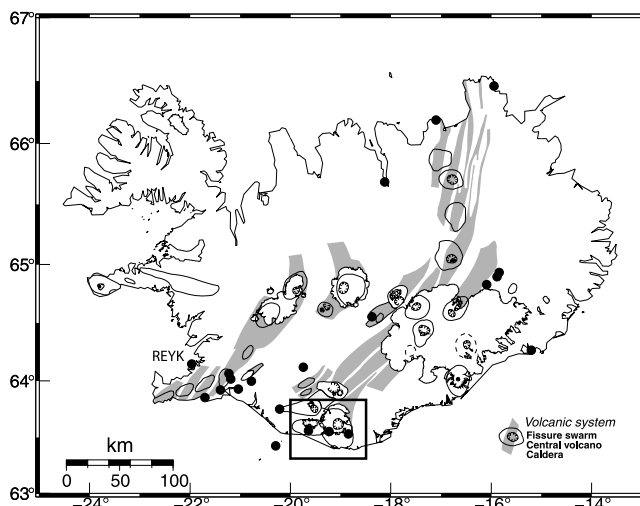 67°
66°
65°
64°
63°
REYK
km
0 50 100
Volcanic system
Fissure swarm
Central volcano
Caldera
−24° −22° −20° −18° −16° −14°